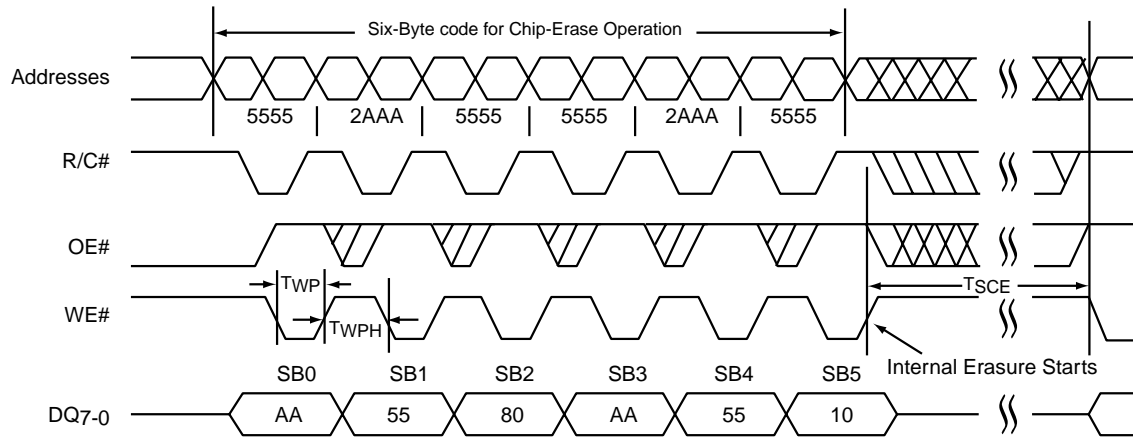 Six-Byte code for Chip-Erase Operation
Addresses
5555 2AAA 5555 5555 2AAA 5555
R/C#
OE#
TWP
TSCE
WE#
TWPH
Internal Erasure Starts
SB0 SB1 SB2 SB3 SB4 SB5
DQ7-0 AA 55 80 AA 55 10